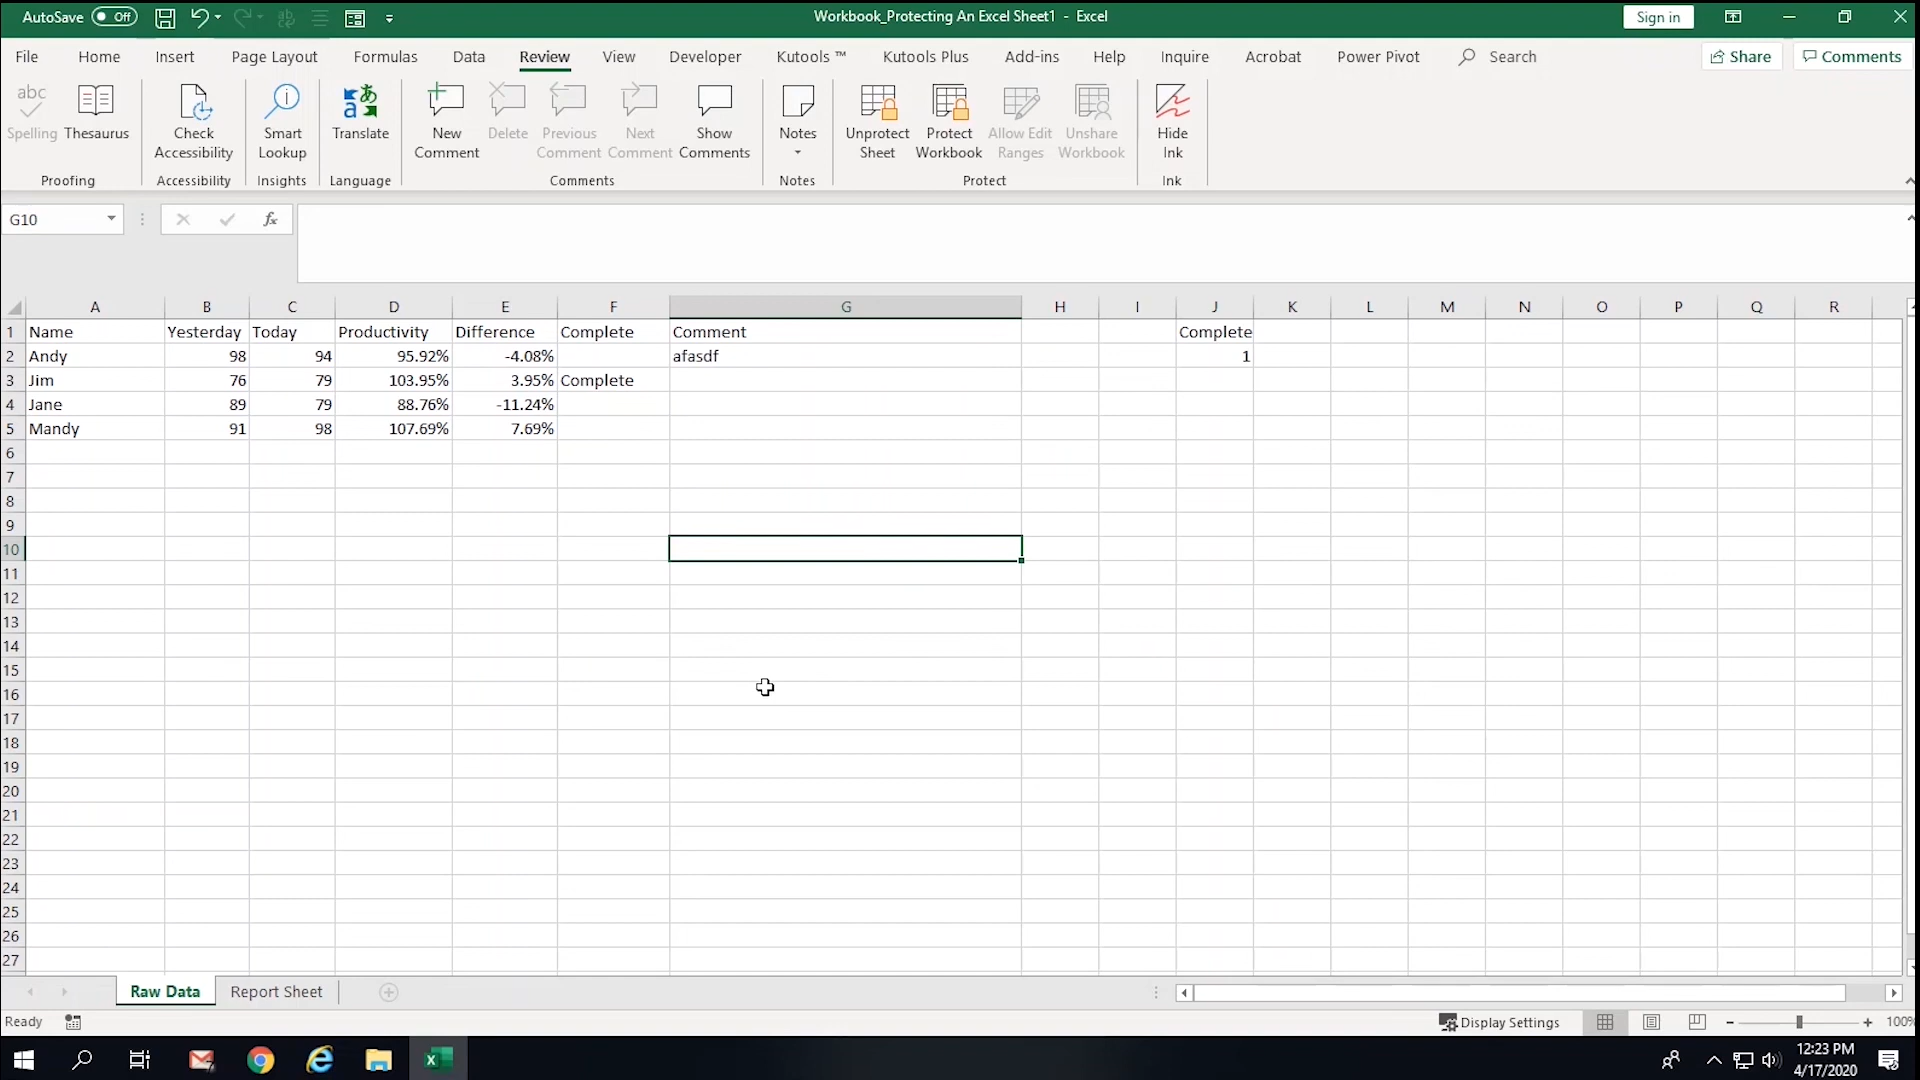 AutoSave Off Workbook_Protecting An Excel Sheet1 - Excel Sign in
File Home Insert Page Layout Formulas Data Review View Developer Kutools ™ Kutools Plus Add-ins Help Inquire Acrobat Power Pivot Search Share Comments
abc
Spelling Thesaurus Check Accessibility Smart Lookup Translate New Comment Delete Previous Comment Next Comment Show Comments Notes Unprotect Sheet Protect Workbook Allow Edit Ranges Unshare Workbook Hide Ink
Proofing Accessibility Insights Language Comments Notes Protect Ink
G10 fx
A B C D E F G H I J K L M N O P Q R
1 Name Yesterday Today Productivity Difference Complete Comment Complete
2 Andy 98 94 95.92% -4.08% afasdf 1
3 Jim 76 79 103.95% 3.95% Complete
4 Jane 89 79 88.76% -11.24%
5 Mandy 91 98 107.69% 7.69%
6
7
8
9
10
11
12
13
14
15
16
17
18
19
20
21
22
23
24
25
26
27
Raw Data Report Sheet
Ready Display Settings 100%
12:23 PM
4/17/2020